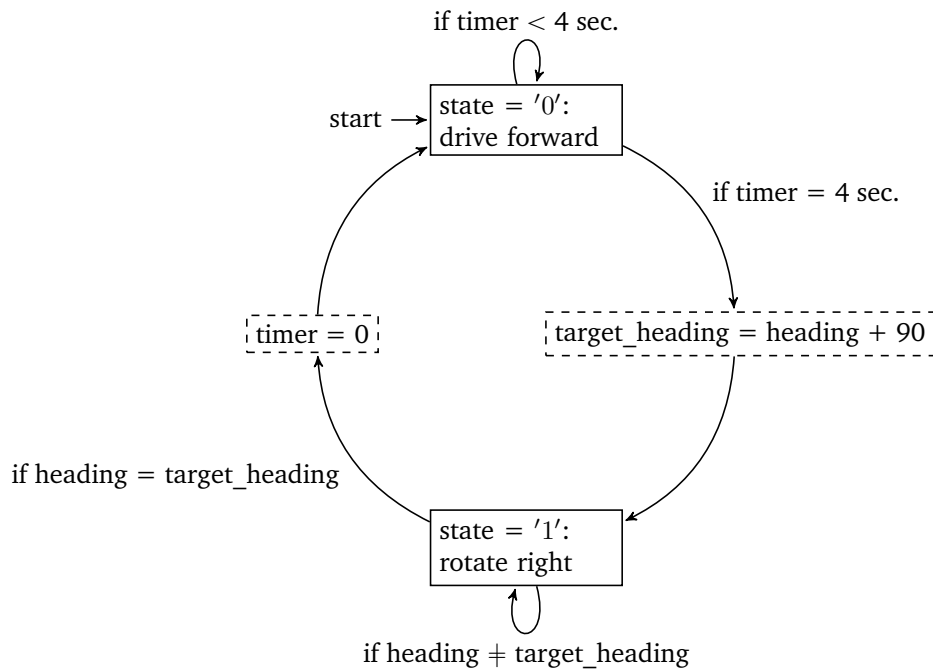 if timer < 4 sec.
start
state = '0':
drive forward
if timer = 4 sec.
timer = 0
target_heading = heading + 90
if heading = target_heading
state = '1':
rotate right
if heading ≠ target_heading